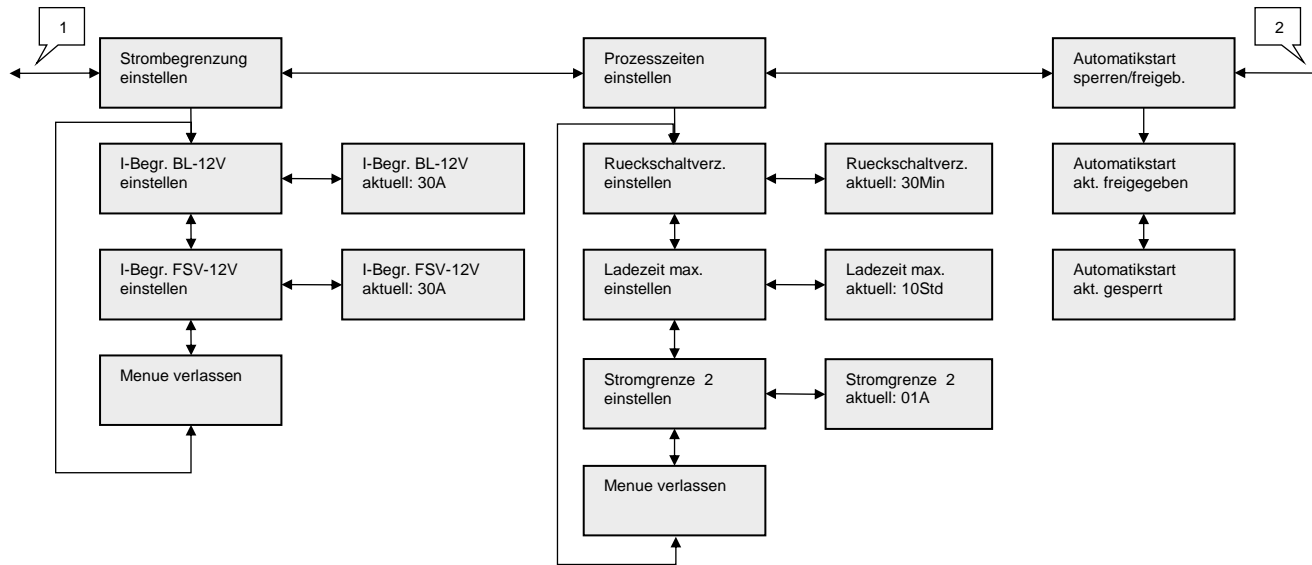 1
2
Strombegrenzung
einstellen
Prozesszeiten
einstellen
Automatikstart
sperren/freigeb.
I-Begr. BL-12V
einstellen
I-Begr. BL-12V
aktuell: 30A
Rueckschaltverz.
einstellen
Rueckschaltverz.
aktuell: 30Min
Automatikstart
akt. freigegeben
I-Begr. FSV-12V
einstellen
I-Begr. FSV-12V
aktuell: 30A
Ladezeit max.
einstellen
Ladezeit max.
aktuell: 10Std
Automatikstart
akt. gesperrt
Menue verlassen
Stromgrenze 2
einstellen
Stromgrenze 2
aktuell: 01A
Menue verlassen